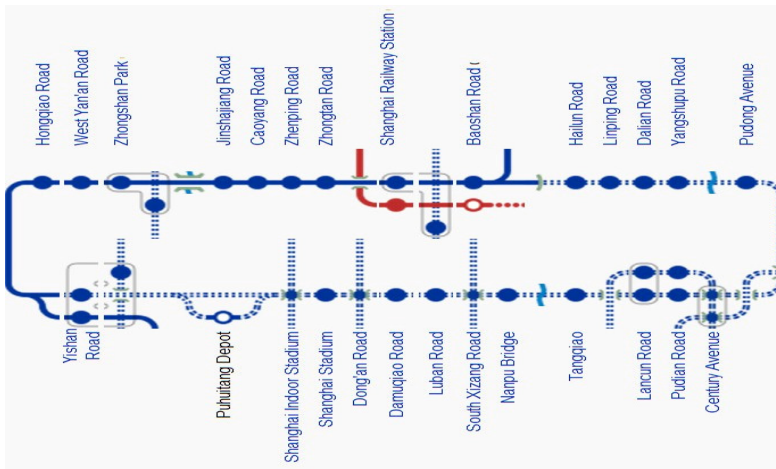 Hongqiao Road
West Yan'an Road
Zhongshan Park
Jinshajiang Road
Caoyang Road
Zhenping Road
Zhongtan Road
Shanghai Railway Station
Baoshan Road
Hailun Road
Linping Road
Dalian Road
Yangshupu Road
Pudong Avenue
Yishan
Road
Puhuitang Depot
Shanghai Indoor Stadium
Shanghai Stadium
Dong'an Road
Damuqiao Road
Luban Road
South Xizang Road
Nanpu Bridge
Tangqiao
Lancun Road
Pudian Road
Century Avenue